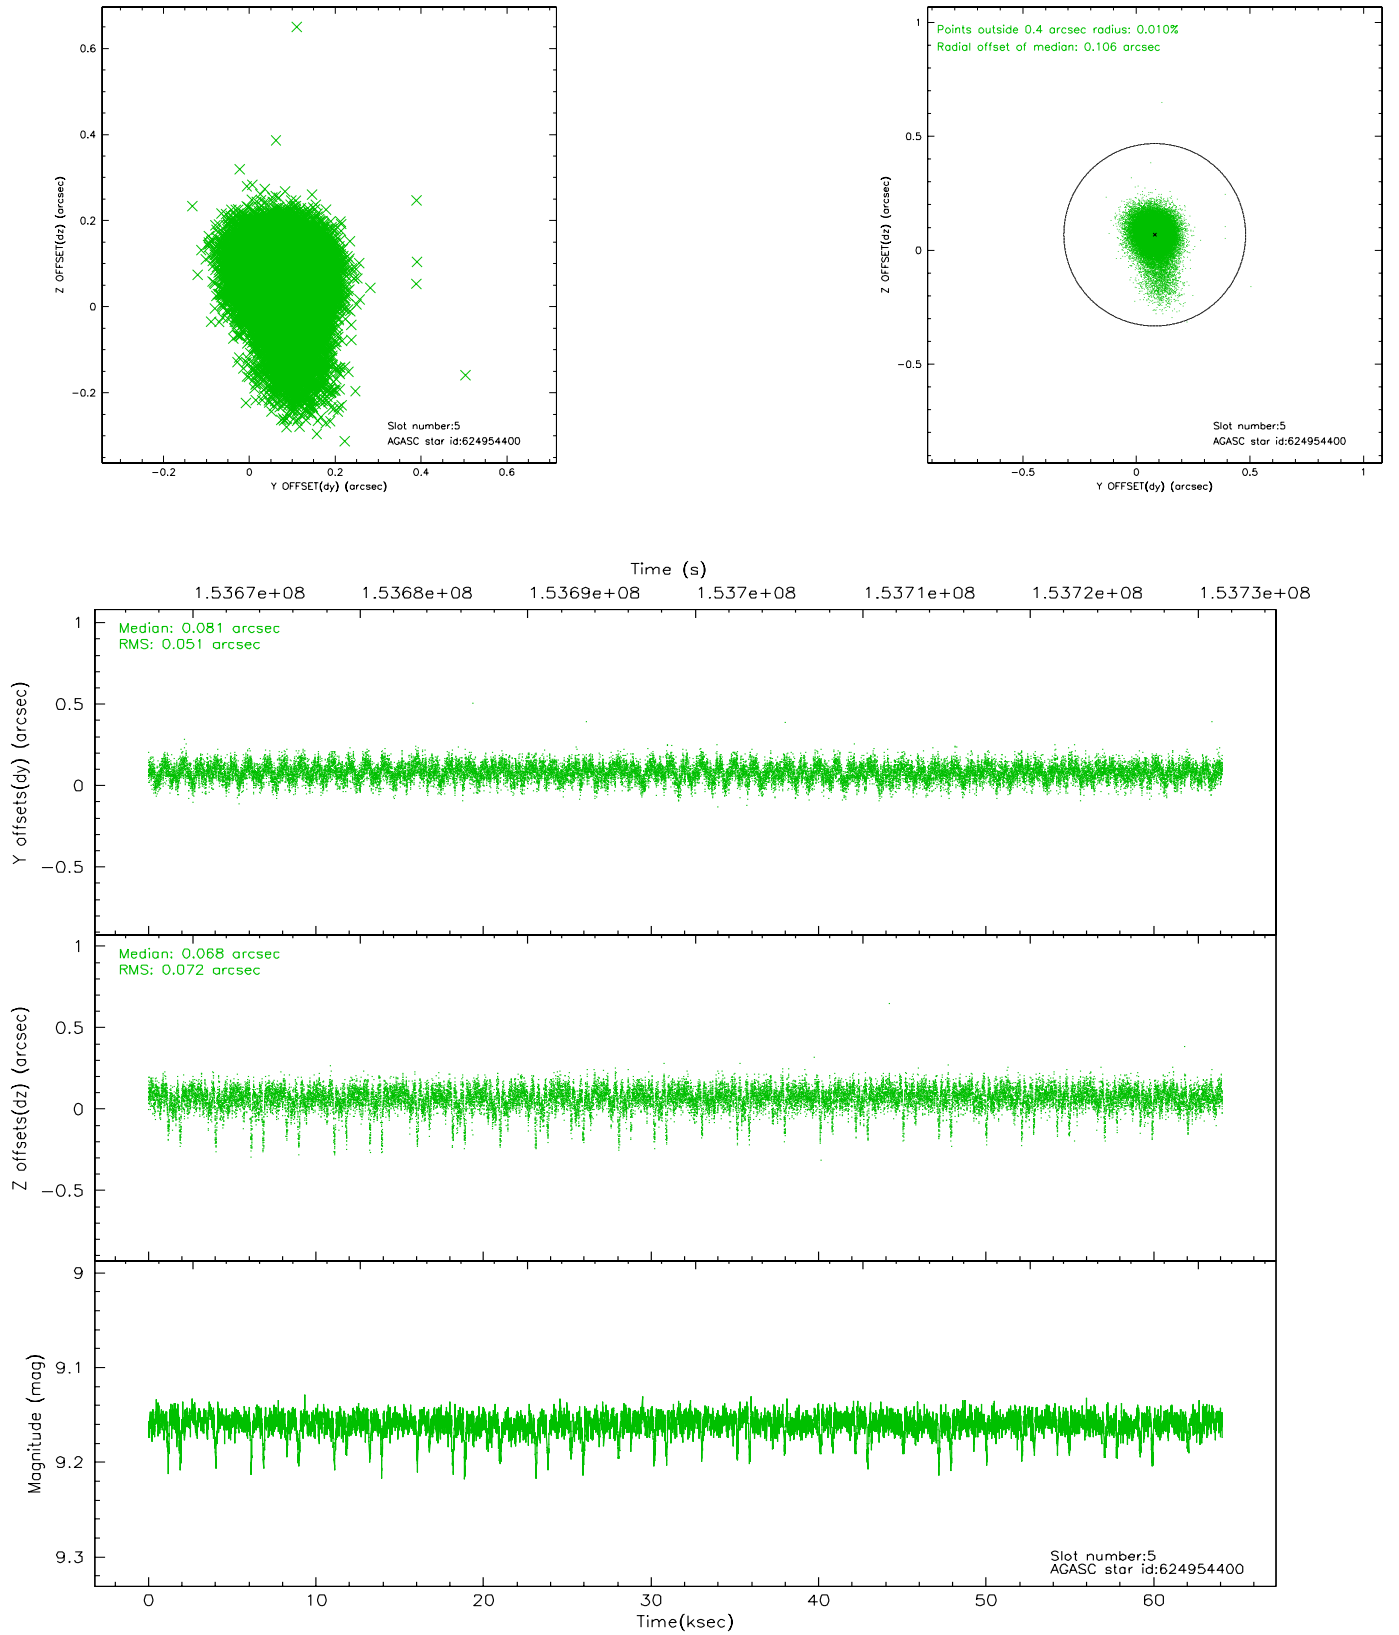 0.6
0.4
0.2
0
−0.2
Z OFFSET(dz) (arcsec)
Slot number:5
AGASC star id:624954400
−0.2 0 0.2 0.4 0.6
Y OFFSET(dy) (arcsec)
Points outside 0.4 arcsec radius: 0.010%
Radial offset of median: 0.106 arcsec
1
0.5
0
−0.5
Z OFFSET(dz) (arcsec)
Slot number:5
AGASC star id:624954400
−0.5 0 0.5 1
Y OFFSET(dy) (arcsec)
Time (s)
1.5367e+08 1.5368e+08 1.5369e+08 1.537e+08 1.5371e+08 1.5372e+08 1.5373e+08
Median: 0.081 arcsec
RMS: 0.051 arcsec
1
0.5
0
−0.5
Y offsets(dy) (arcsec)
Median: 0.068 arcsec
RMS: 0.072 arcsec
1
0.5
0
−0.5
Z offsets(dz) (arcsec)
9
9.1
9.2
9.3
Magnitude (mag)
Slot number:5
AGASC star id:624954400
0 10 20 30 40 50 60
Time(ksec)